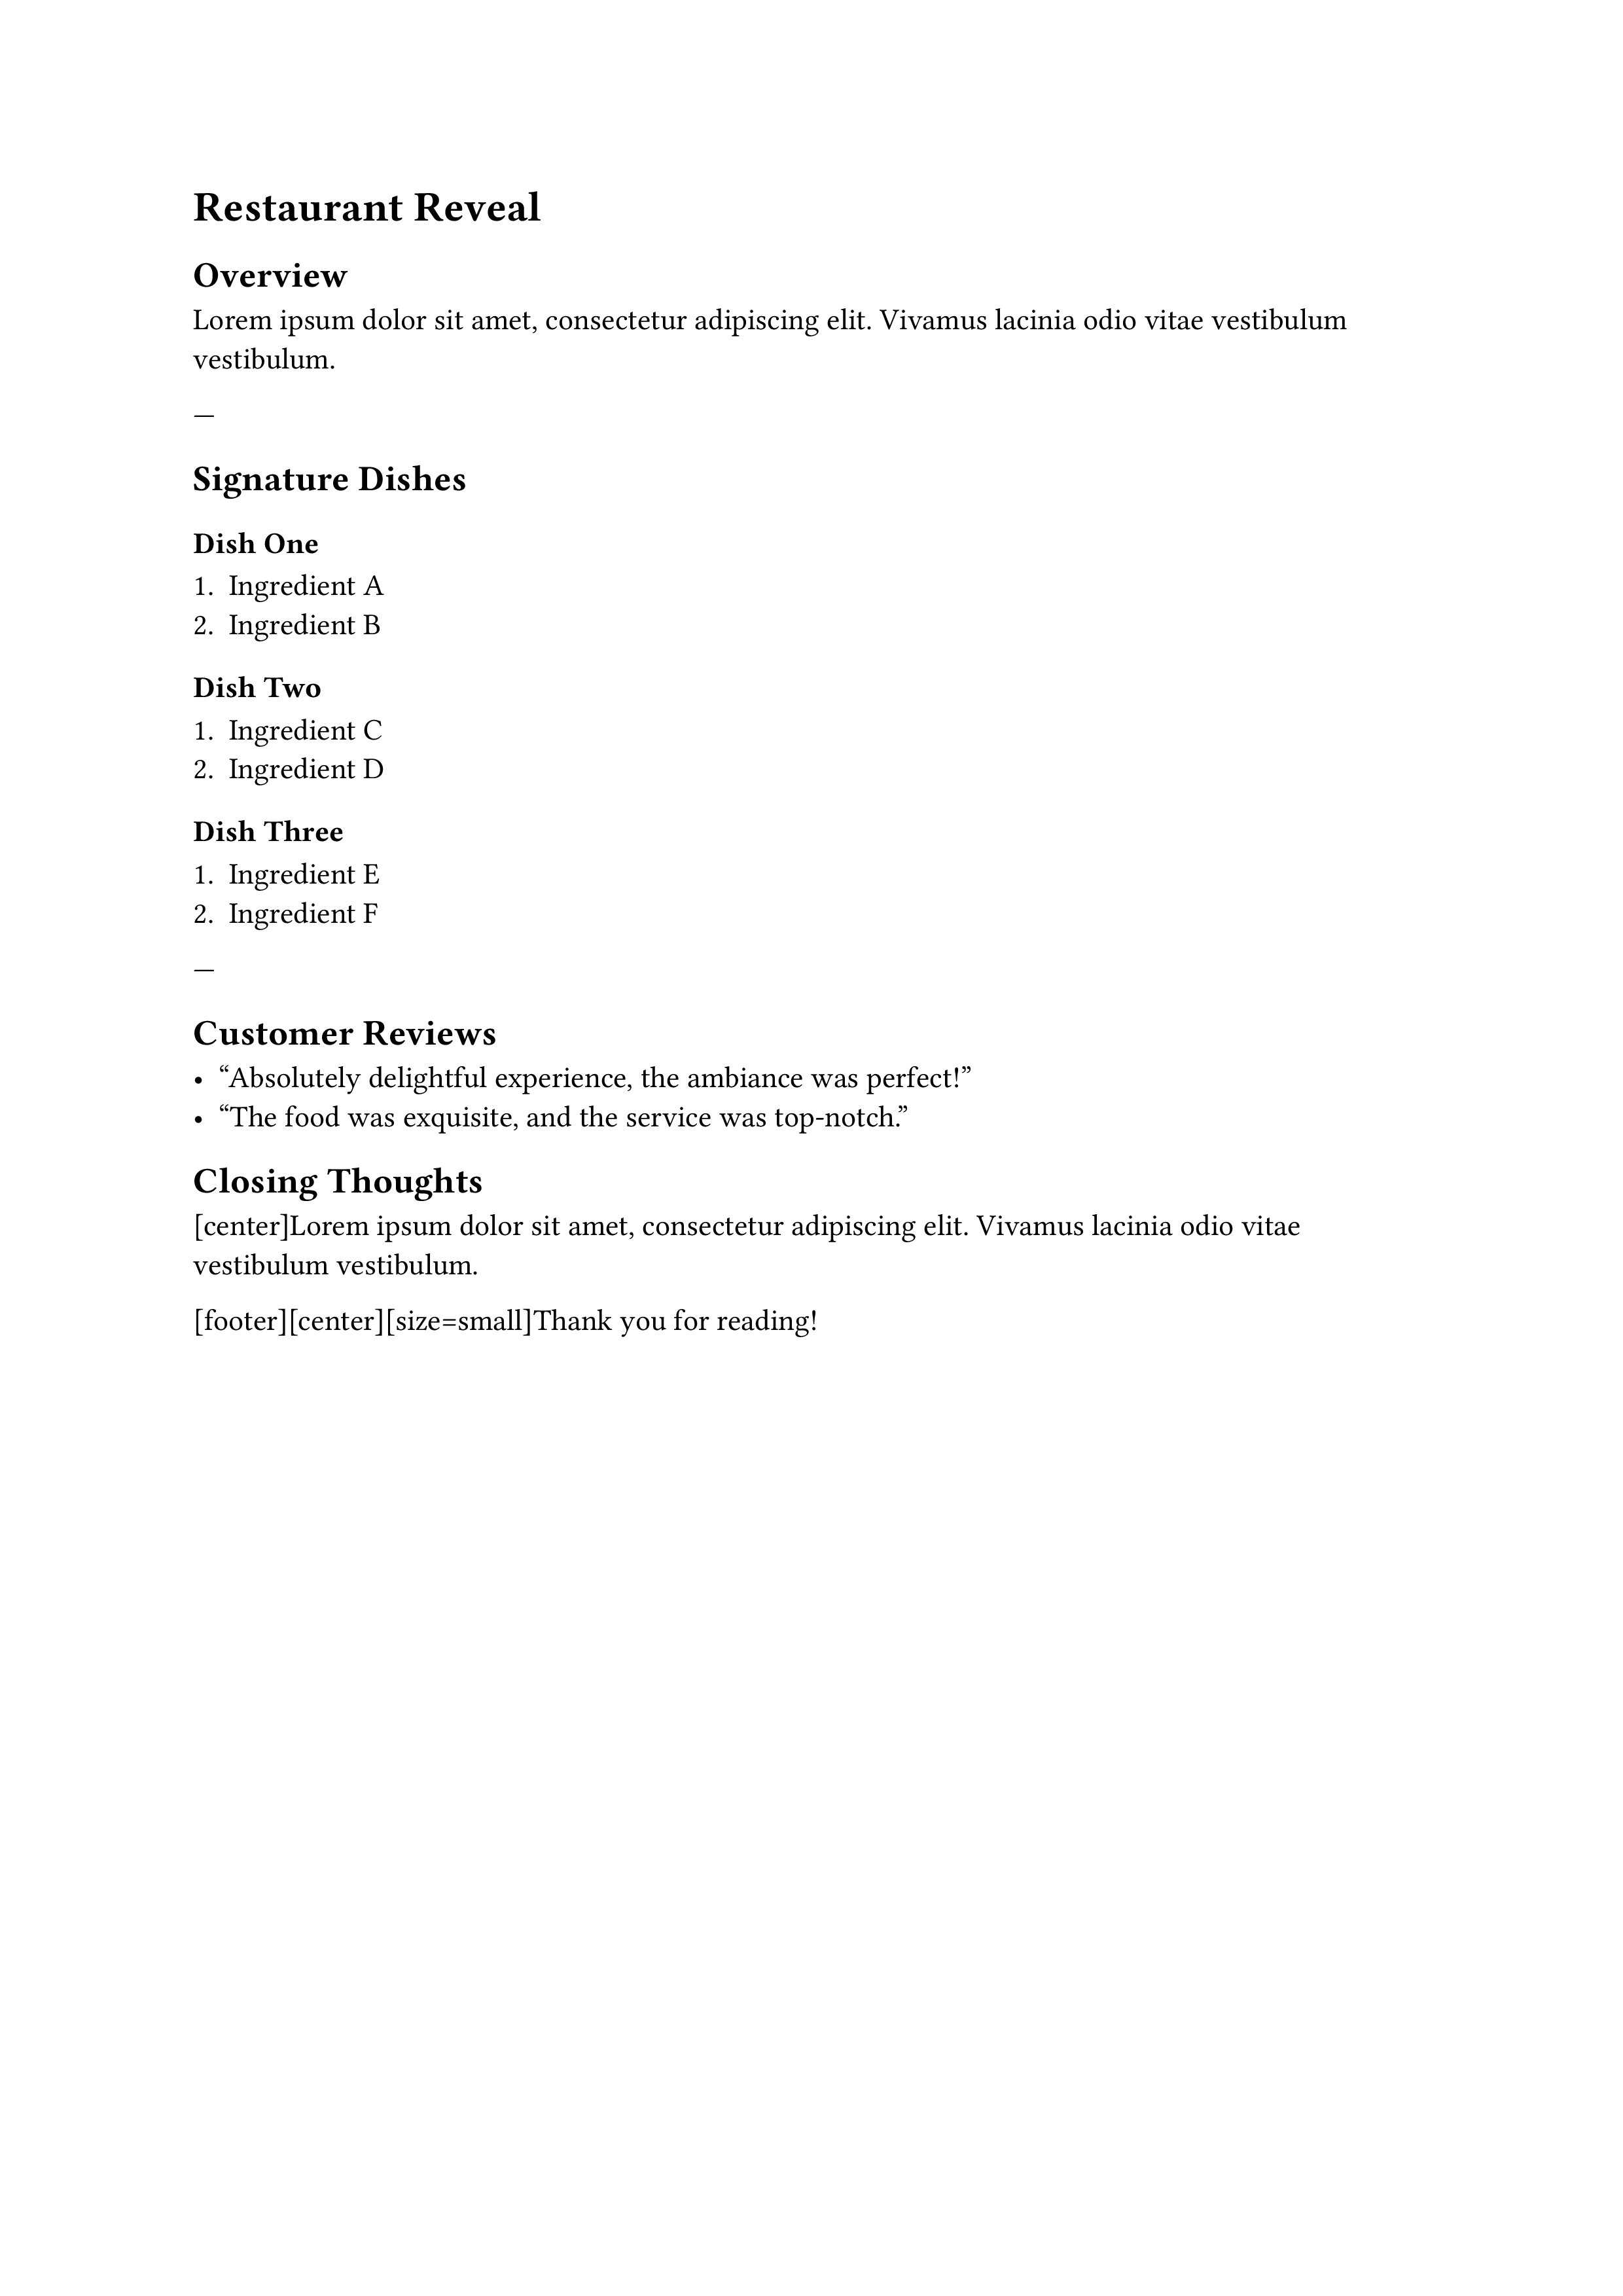 Restaurant Reveal
Overview
Lorem ipsum dolor sit amet, consectetur adipiscing elit. Vivamus lacinia odio vitae vestibulum
vestibulum.
—
Signature Dishes
Dish One
1. Ingredient A
2. Ingredient B
Dish Two
1. Ingredient C
2. Ingredient D
Dish Three
1. Ingredient E
2. Ingredient F
—
Customer Reviews
• “Absolutely delightful experience, the ambiance was perfect!”
• “The food was exquisite, and the service was top-notch.”
Closing Thoughts
[center]Lorem ipsum dolor sit amet, consectetur adipiscing elit. Vivamus lacinia odio vitae
vestibulum vestibulum.
[footer][center][size=small]Thank you for reading!